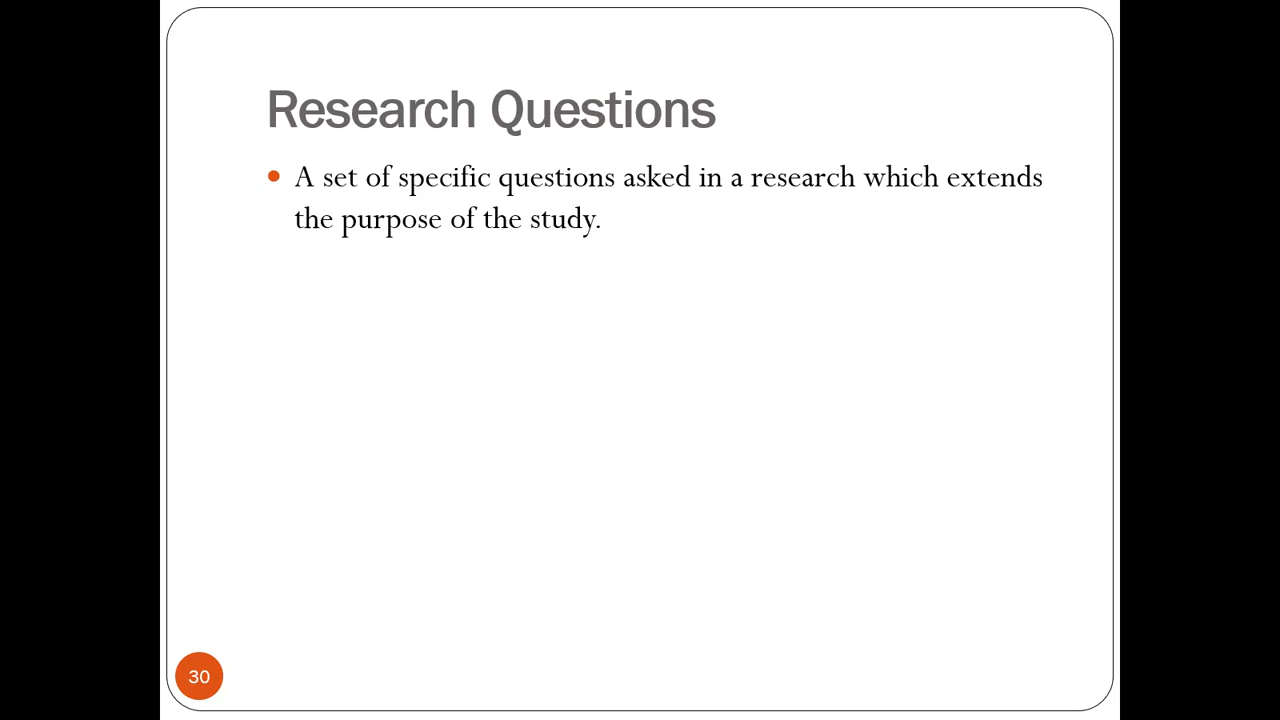 Research Questions
A set of specific questions asked in a research which extends
the purpose of the study.
30